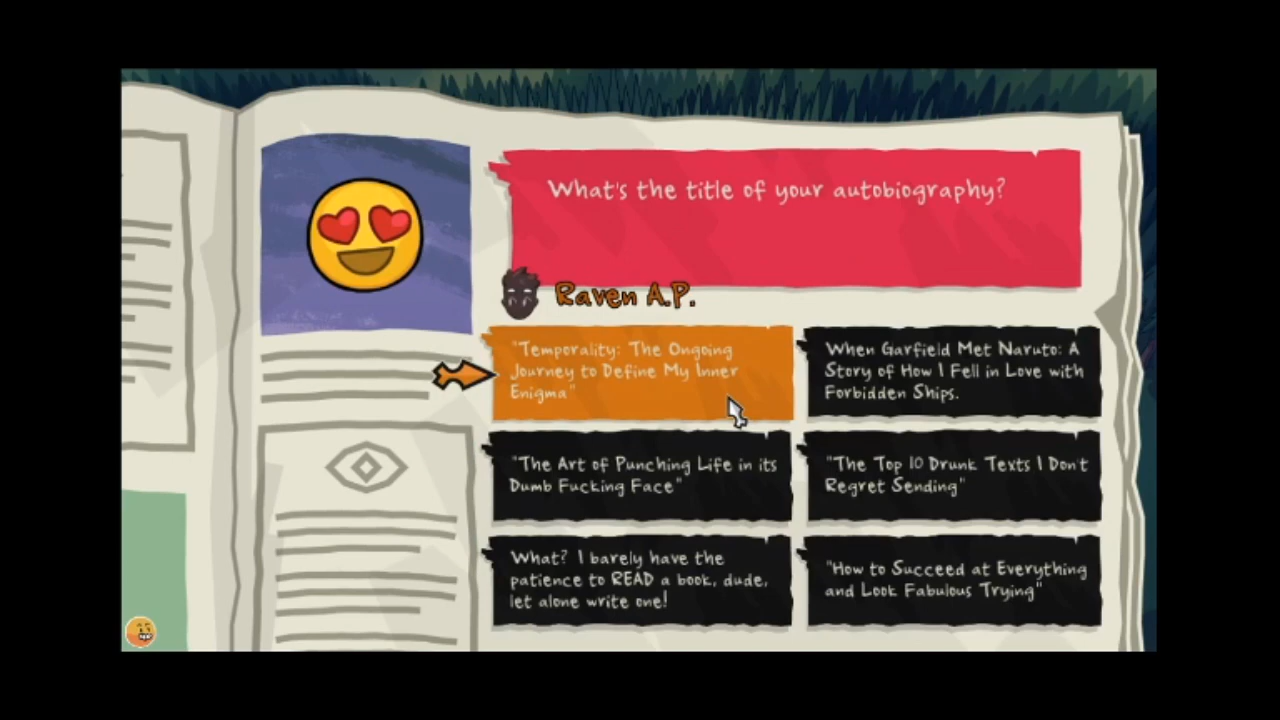 What's the title of your autobiography?
Raven A.P.
"Temporality: The Ongoing
Journey to Define My Inner
Enigma"
When Garfield Met Naruto: A
Story of How I Fell in Love with
Forbidden Ships.
"The Art of Punching Life in its
Dumb Fucking Face"
"The Top 10 Drunk Texts I Don't
Regret Sending"
What? I barely have the
patience to READ a book, dude,
let alone write one!
"How to Succeed at Everything
and Look Fabulous Trying"